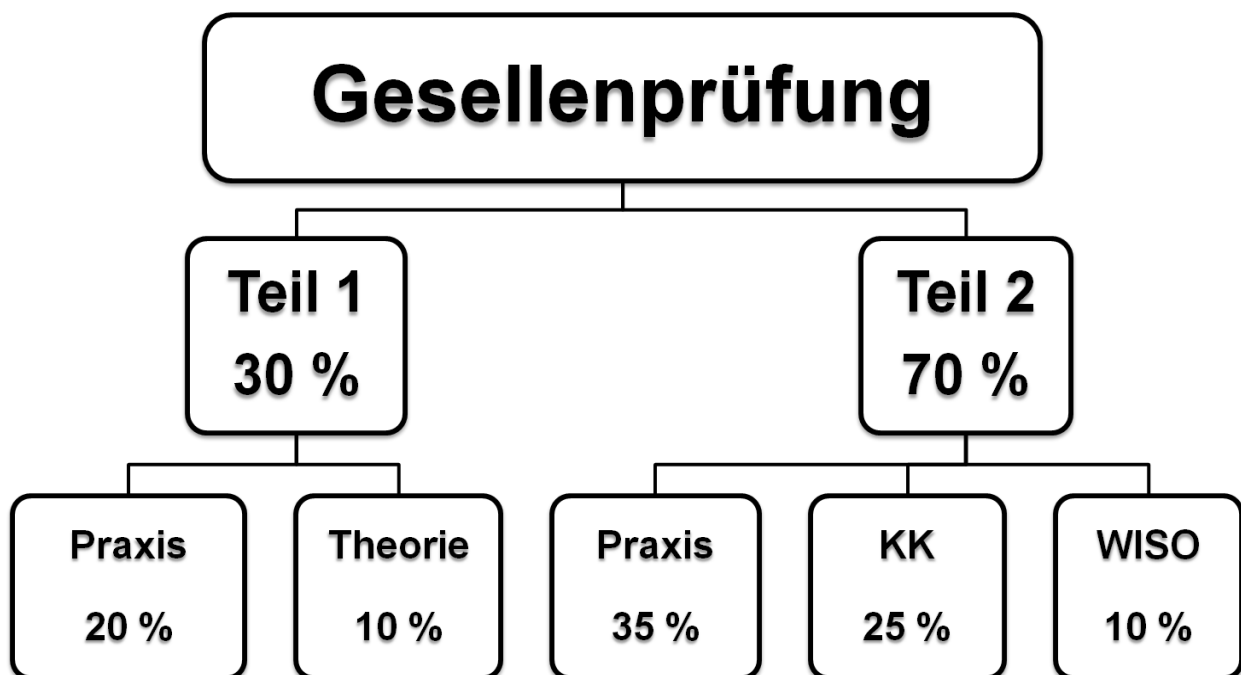 Gesellenprüfung
Teil 1
30 %
Teil 2
70 %
Praxis
20 %
Theorie
10 %
Praxis
35 %
KK
25 %
WISO
10 %